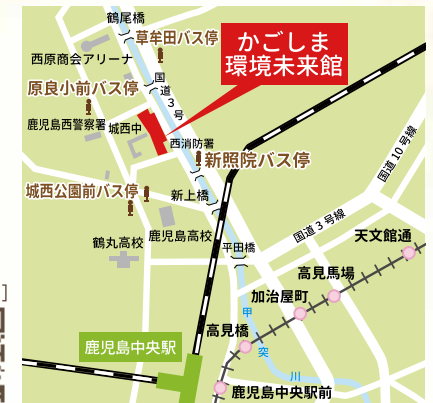 鶴尾橋
草牟田バス停
かごしま
環境未来館
西原商会アリーナ
国道3号
原良小前バス停
鹿児島西警察署
城西中
西消防署
新照院バス停
国道10号線
城西公園前バス停
新上橋
鹿児島高校
鶴丸高校
平田橋
国道3号線
天文館通
高見馬場
加治屋町
甲突川
高見橋
鹿児島中央駅
鹿児島中央駅前